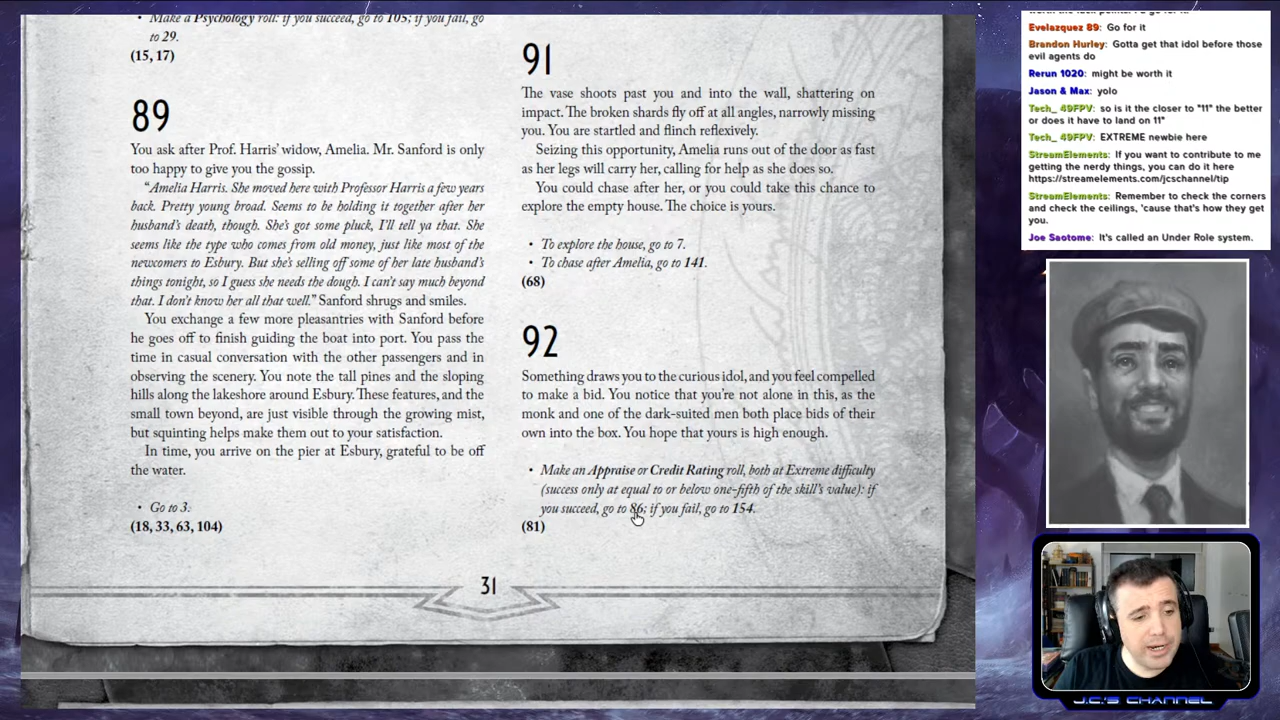 • Make a Psychology roll: if you succeed, go to 105; if you fail, go
to 29.
(15, 17)
89
You ask after Prof. Harris' widow, Amelia. Mr. Sanford is only
too happy to give you the gossip.
"Amelia Harris. She moved here with Professor Harris a few years
back. Pretty young broad. Seems to be holding together after her
husband's death, though. She's got some pluck, I'll tell ya that. She
seems like the type who comes from old money, just like most of the
newcomers to Esbury. But she's selling off some of her late husband's
things tonight, so I guess she needs the dough. I can't say much beyond
that. I don't know her all that well." Sanford shrugs and smiles.
You exchange a few more pleasantries with Sanford before
he goes off to finish guiding the boat into port. You pass the
time in casual conversation with the other passengers and in
observing the scenery. You note the tall pines and the sloping
hills along the lakeshore around Esbury. These features, and the
small town beyond, are just visible through the growing mist,
but squinting helps make them out to your satisfaction.
In time, you arrive on the pier at Esbury, grateful to be off
the water.
• Go to 3.
(18, 33, 63, 104)
91
The vase shoots past you and into the wall, shattering on
impact. The broken shards fly off at all angles, narrowly missing
you. You are startled and flinch reflexively.
Seizing this opportunity, Amelia runs out of the door as fast
as her legs will carry her, calling for help as she does so.
You could chase after her, or you could take this chance to
explore the empty house. The choice is yours.
• To explore the house, go to 7.
• To chase after Amelia, go to 141.
(68)
92
Something draws you to the curious idol, and you feel compelled
to make a bid. You notice that you're not alone in this, as the
monk and one of the dark-suited men both place bids of their
own into the box. You hope that yours is high enough.
• Make an Appraise or Credit Rating roll, both at Extreme difficulty
(success only at equal to or below one-fifth of the skill's value): if
you succeed, go to 86; if you fail, go to 154.
(81)
31
Evelazquez 89: Go for it
Brandon Hurley: Gotta get that idol before those
evil agents do
Rerun 1020: might be worth it
Jason & Max: yolo
Tech_ 49FPV: so is it the closer to "11" the better
or does it have to land on 11"
Tech_ 49FPV: EXTREME newbie here
StreamElements: If you want to contribute to me
getting the nerdy things, you can do it here
https://streamelements.com/jcschannel/tip
StreamElements: Remember to check the corners
and check the ceilings, 'cause that's how they get
you.
Joe Saotome: It's called an Under Role system.
J.C.'S CHANNEL